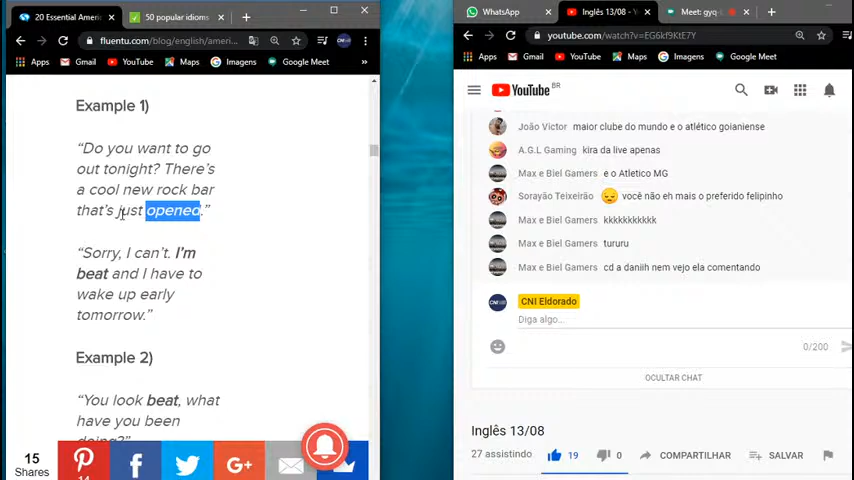 20 Essential Ameri
50 popular idioms
fluentu.com/blog/english/ameri...
Apps
Gmail
YouTube
Maps
Imagens
Google Meet
»
Example 1)
“Do you want to go
out tonight? There’s
a cool new rock bar
that’s just opened.”
“Sorry, I can’t. I’m
beat and I have to
wake up early
tomorrow.”
Example 2)
“You look beat, what
have you been
doing?”
15
Shares
14
WhatsApp
Inglês 13/08 -
Meet: gyq-
youtube.com/watch?v=EG6kf9KtE7Y
Apps
Gmail
YouTube
Maps
Imagens
Google Meet
YouTube BR
João Victor maior clube do mundo e o atlético goianiense
A.G.L Gaming kira da live apenas
Max e Biel Gamers e o Atletico MG
Sorayão Teixeirão 😔 você não eh mais o preferido felipinho
Max e Biel Gamers kkkkkkkkkkk
Max e Biel Gamers tururu
Max e Biel Gamers cd a daniih nem vejo ela comentando
CNI Eldorado
Diga algo...
0/200
OCULTAR CHAT
Inglês 13/08
27 assistindo 19 0 COMPARTILHAR SALVAR